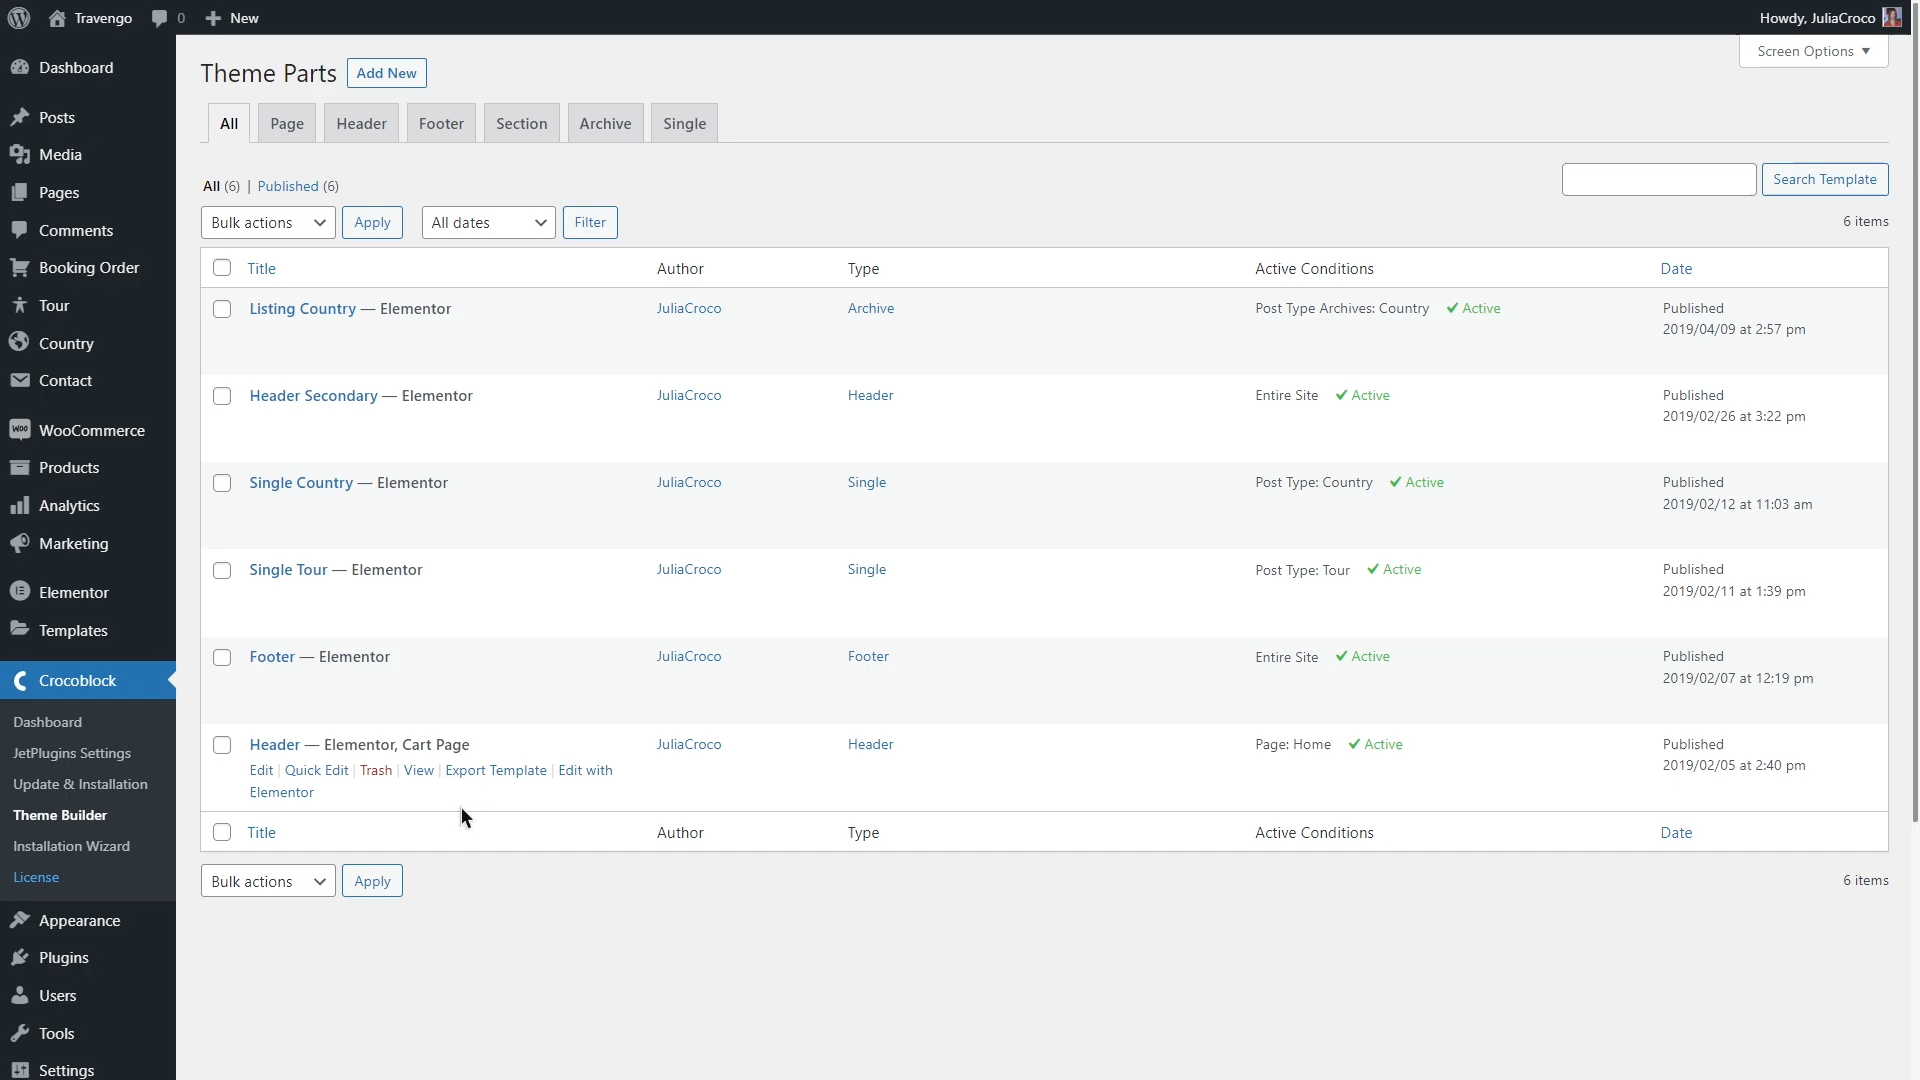 Travengo 0 New Howdy, JuliaCroco
Screen Options
Dashboard
Posts
Media
Pages
Comments
Booking Order
Tour
Country
Contact
WOO WooCommerce
Products
Analytics
Marketing
Elementor
Templates
Crocoblock
Dashboard
JetPlugins Settings
Update & Installation
Theme Builder
Installation Wizard
License
Appearance
Plugins
Users
Tools
Settings
Theme Parts Add New
All Page Header Footer Section Archive Single
All (6) | Published (6)
Search Template
Bulk actions Apply All dates Filter 6 items
Title Author Type Active Conditions Date
Listing Country — Elementor JuliaCroco Archive Post Type Archives: Country Active Published
2019/04/09 at 2:57 pm
Header Secondary — Elementor JuliaCroco Header Entire Site Active Published
2019/02/26 at 3:22 pm
Single Country — Elementor JuliaCroco Single Post Type: Country Active Published
2019/02/12 at 11:03 am
Single Tour — Elementor JuliaCroco Single Post Type: Tour Active Published
2019/02/11 at 1:39 pm
Footer — Elementor JuliaCroco Footer Entire Site Active Published
2019/02/07 at 12:19 pm
Header — Elementor, Cart Page JuliaCroco Header Page: Home Active Published
2019/02/05 at 2:40 pm
Edit | Quick Edit | Trash | View | Export Template | Edit with
Elementor
Title Author Type Active Conditions Date
Bulk actions Apply 6 items